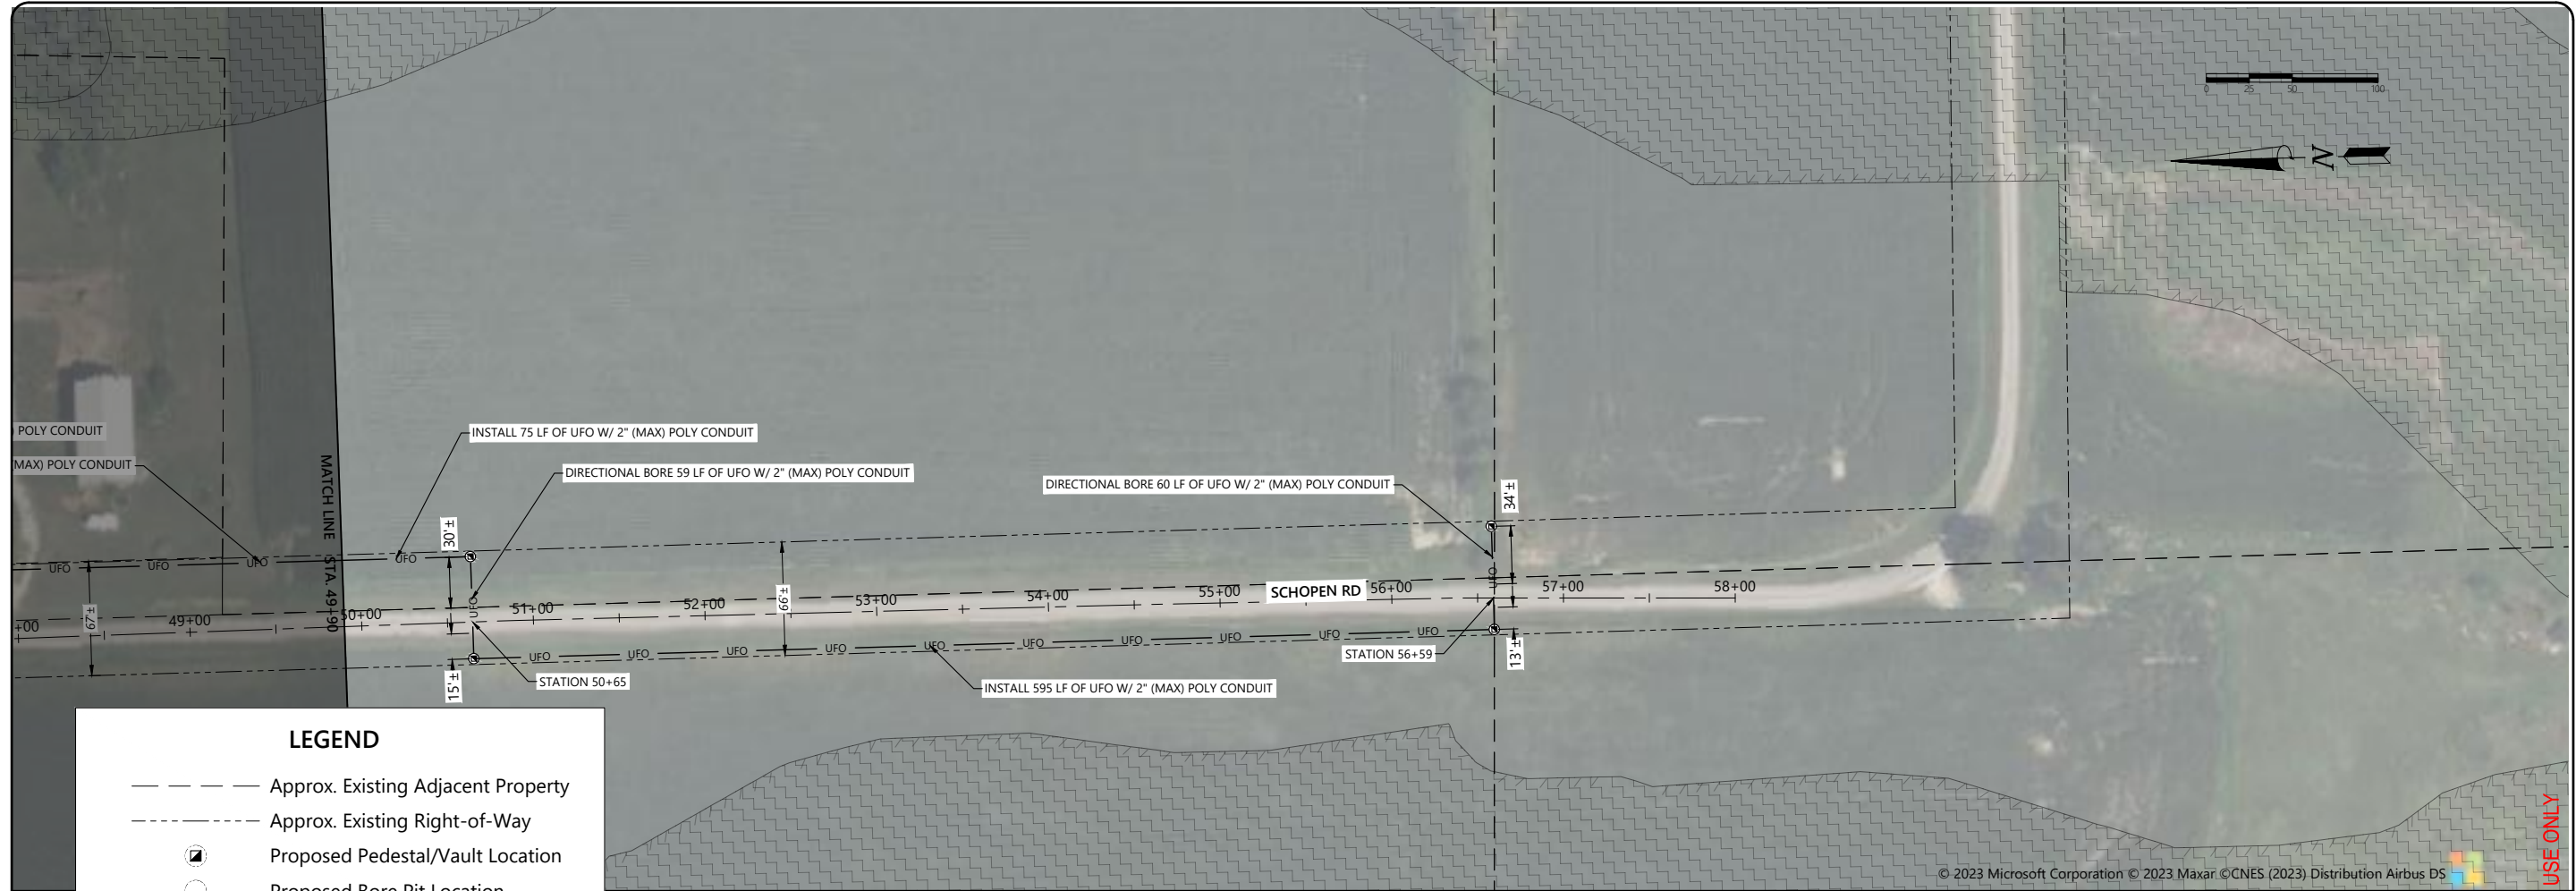 0 25 50 100
N
POLY CONDUIT
MAX) POLY CONDUIT
INSTALL 75 LF OF UFO W/ 2" (MAX) POLY CONDUIT
DIRECTIONAL BORE 59 LF OF UFO W/ 2" (MAX) POLY CONDUIT
DIRECTIONAL BORE 60 LF OF UFO W/ 2" (MAX) POLY CONDUIT
MATCH LINE STA. 49+90
30'±
34'±
UFO UFO UFO UFO
UFO
UFO
67'±
66'±
+00 49+00 50+00 51+00 52+00 53+00 54+00 55+00 SCHOPEN RD 56+00 57+00 58+00
UFO UFO UFO UFO UFO UFO UFO UFO UFO UFO
15'±
13'±
STATION 50+65
STATION 56+59
INSTALL 595 LF OF UFO W/ 2" (MAX) POLY CONDUIT
LEGEND
Approx. Existing Adjacent Property
Approx. Existing Right-of-Way
Proposed Pedestal/Vault Location
Proposed Bore Pit Location
© 2023 Microsoft Corporation © 2023 Maxar ©CNES (2023) Distribution Airbus DS
USE ONLY